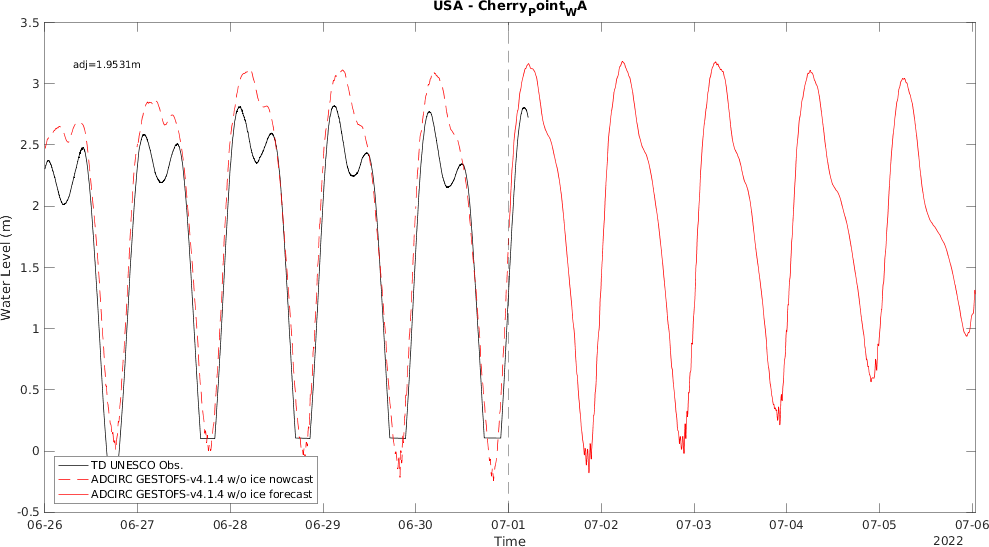 USA - CherryPointWA
3.5
adj=1.9531m
3
2.5
2
1.5
1
0.5
0
-0.5
Water Level (m)
TD UNESCO Obs.
ADCIRC GESTOFS-v4.1.4 w/o ice nowcast
ADCIRC GESTOFS-v4.1.4 w/o ice forecast
06-26 06-27 06-28 06-29 06-30 07-01 07-02 07-03 07-04 07-05 07-06
Time
2022